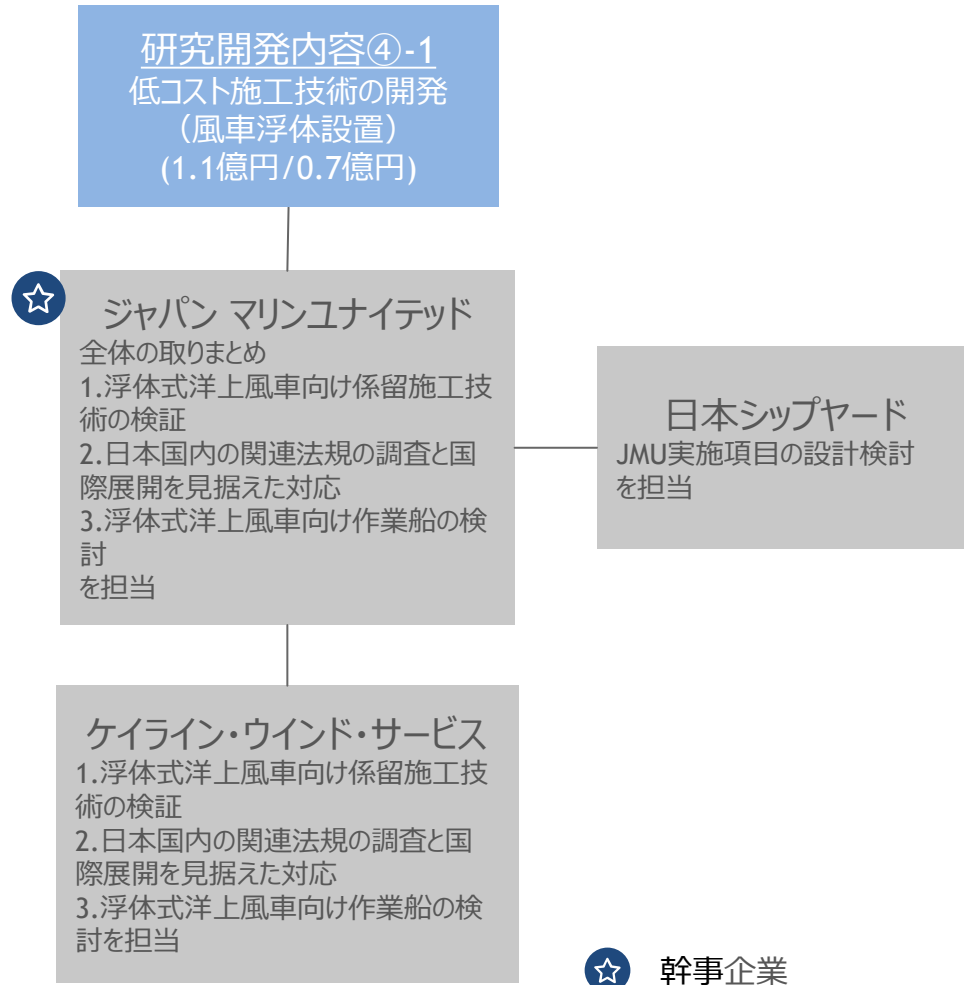 研究開発内容④-1
低コスト施工技術の開発
（風車浮体設置）
(1.1億円/0.7億円)
ジャパン マリンユナイテッド
全体の取りまとめ
1.浮体式洋上風車向け係留施工技
術の検証
2.日本国内の関連法規の調査と国
際展開を見据えた対応
3.浮体式洋上風車向け作業船の検
討
を担当
日本シップヤード
JMU実施項目の設計検討
を担当
ケイライン・ウインド・サービス
1.浮体式洋上風車向け係留施工技
術の検証
2.日本国内の関連法規の調査と国
際展開を見据えた対応
3.浮体式洋上風車向け作業船の検
討を担当
幹事企業